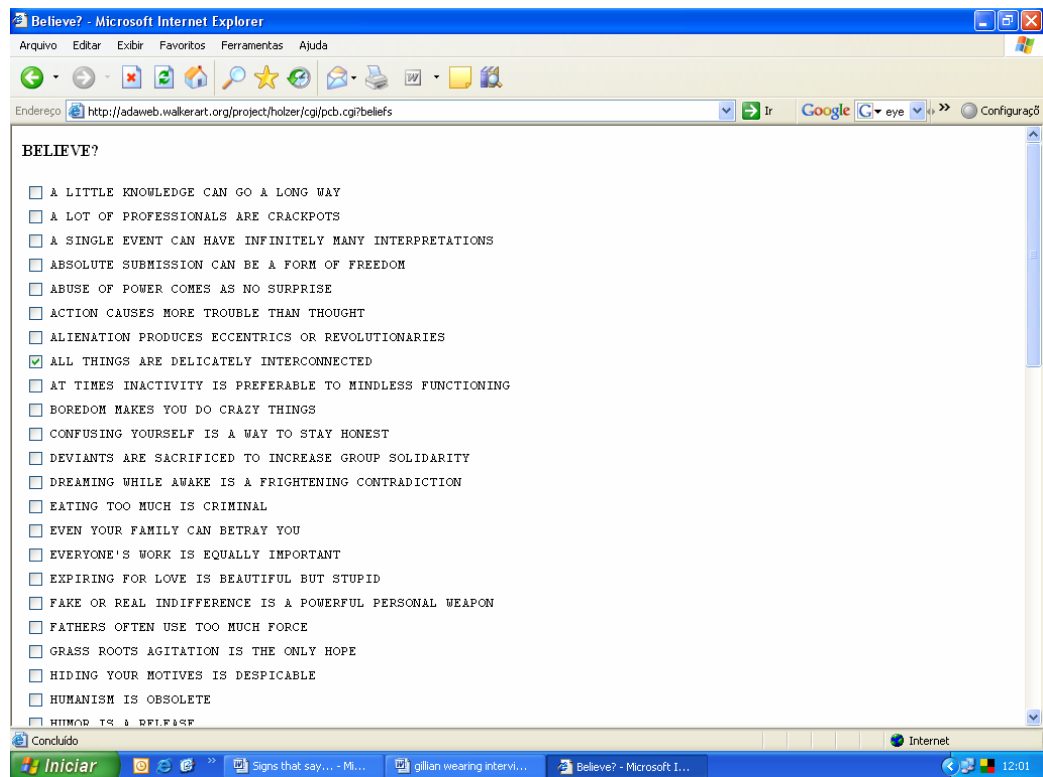 Believe? - Microsoft Internet Explorer
Arquivo Editar Exibir Favoritos Ferramentas Ajuda
Endereço http://adaweb.walkerart.org/project/holzer/cgi/pcb.cgi?beliefs Ir Google G eye » Configuraçõ
BELIEVE?
A LITTLE KNOWLEDGE CAN GO A LONG WAY
A LOT OF PROFESSIONALS ARE CRACKPOTS
A SINGLE EVENT CAN HAVE INFINITELY MANY INTERPRETATIONS
ABSOLUTE SUBMISSION CAN BE A FORM OF FREEDOM
ABUSE OF POWER COMES AS NO SURPRISE
ACTION CAUSES MORE TROUBLE THAN THOUGHT
ALIENATION PRODUCES ECCENTRICS OR REVOLUTIONARIES
ALL THINGS ARE DELICATELY INTERCONNECTED
AT TIMES INACTIVITY IS PREFERABLE TO MINDLESS FUNCTIONING
BOREDOM MAKES YOU DO CRAZY THINGS
CONFUSING YOURSELF IS A WAY TO STAY HONEST
DEVIANTS ARE SACRIFICED TO INCREASE GROUP SOLIDARITY
DREAMING WHILE AWAKE IS A FRIGHTENING CONTRADICTION
EATING TOO MUCH IS CRIMINAL
EVEN YOUR FAMILY CAN BETRAY YOU
EVERYONE'S WORK IS EQUALLY IMPORTANT
EXPIRING FOR LOVE IS BEAUTIFUL BUT STUPID
FAKE OR REAL INDIFFERENCE IS A POWERFUL PERSONAL WEAPON
FATHERS OFTEN USE TOO MUCH FORCE
GRASS ROOTS AGITATION IS THE ONLY HOPE
HIDING YOUR MOTIVES IS DESPICABLE
HUMANISM IS OBSOLETE
HUMOR IS A RELEASE
Concluído Internet
Iniciar » Signs that say... - Mi... gillian wearing intervi... Believe? - Microsoft I... 12:01